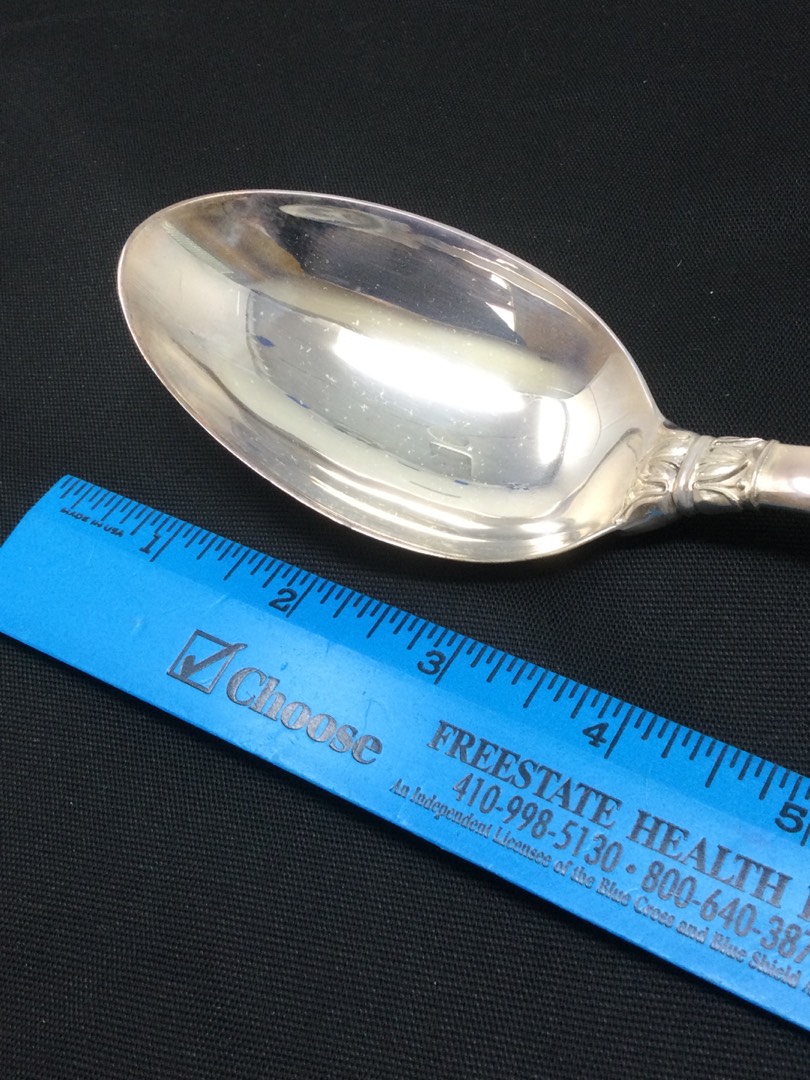 MADE IN USA
1 2 3 4 5
Choose
FREESTATE HEALTH
410-998-5130 • 800-640-387
An Independent Licensee of the Blue Cross and Blue Shield